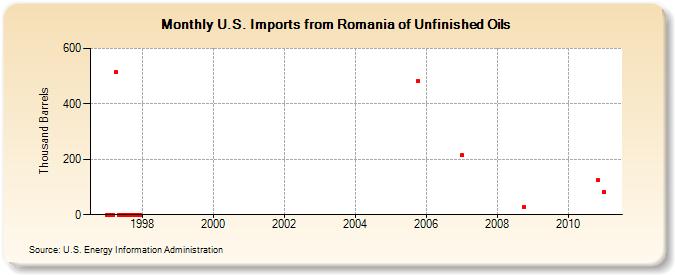 Monthly U.S. Imports from Romania of Unfinished Oils
Thousand Barrels
600
400
200
0
1998 2000 2002 2004 2006 2008 2010
Source: U.S. Energy Information Administration